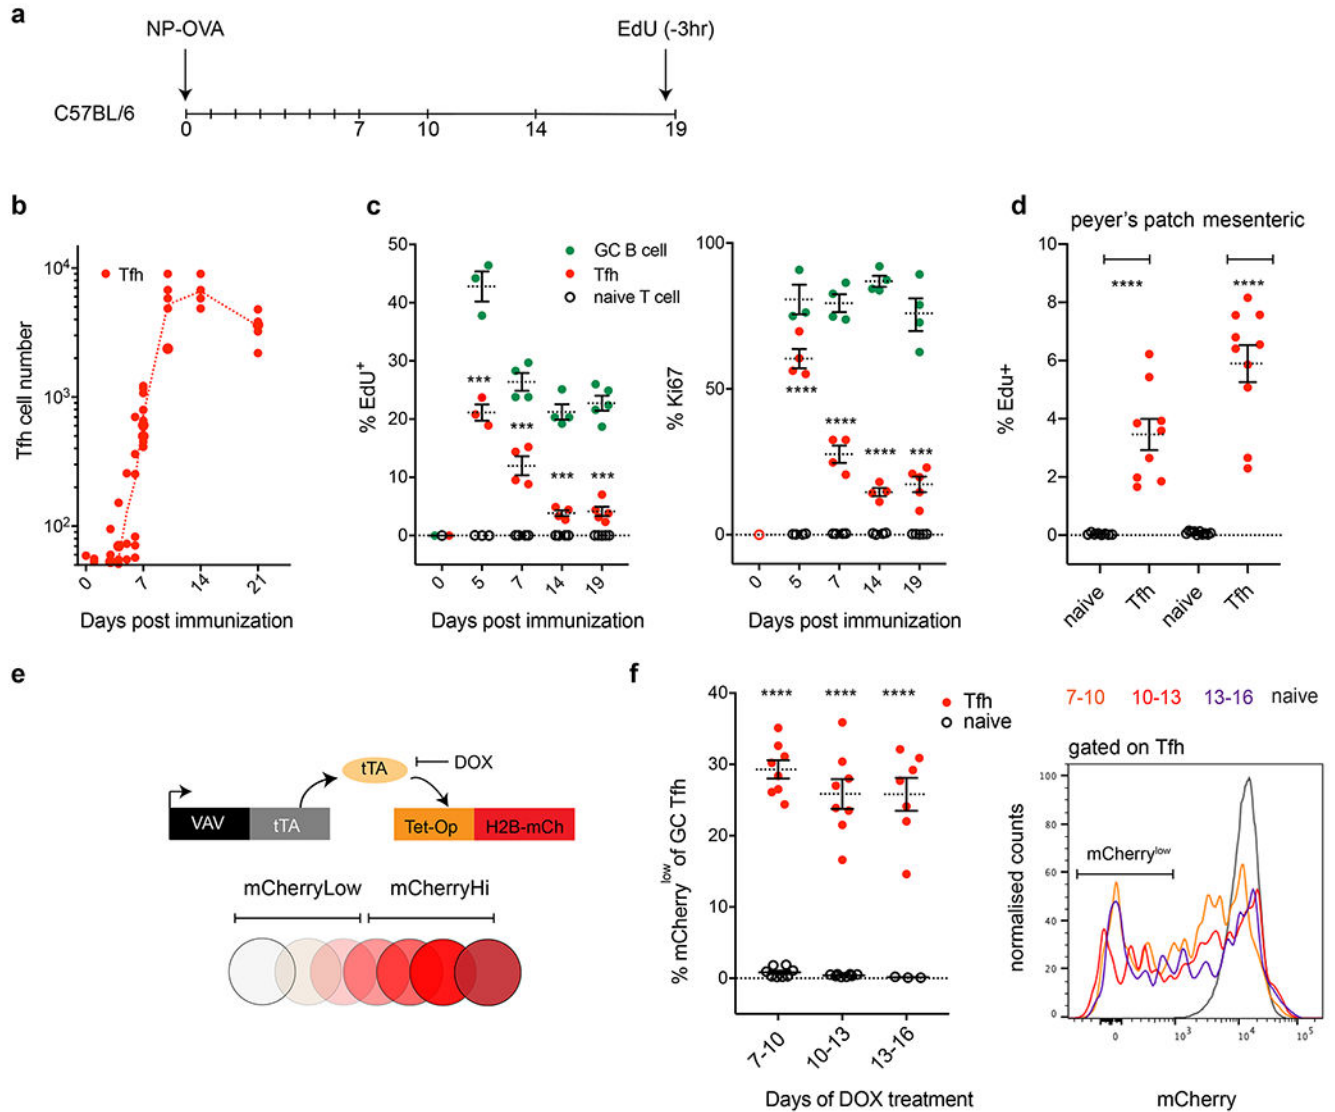 a
NP-OVA EdU (-3hr)
C57BL/6
0 7 10 14 19
b
10⁴
10³
10²
Tfh
Tfh cell number
0 7 14 21
Days post immunization
c
50
40
30
20
10
0
% EdU⁺
GC B cell
Tfh
naive T cell
***
***
*** ***
0 5 7 14 19
Days post immunization
100
50
0
% Ki67
****
****
**** ***
0 5 7 14 19
Days post immunization
d
peyer's patch mesenteric
10
8
6
4
2
0
% Edu+
**** ****
naive Tfh naive Tfh
e
tTA DOX
VAV tTA Tet-Op H2B-mCh
mCherryLow mCherryHi
f
40
30
20
10
0
% mCherry low of GC Tfh
**** **** ****
Tfh
naive
7-10 10-13 13-16
Days of DOX treatment
7-10 10-13 13-16 naive
gated on Tfh
100
80
60
40
20
0
normalised counts
mCherry low
0 10³ 10⁴ 10⁵
mCherry